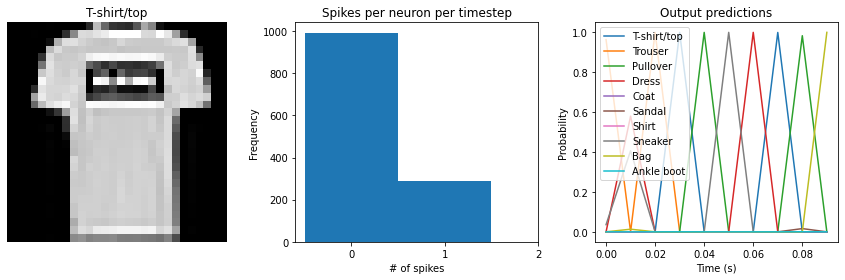 T-shirt/top
Spikes per neuron per timestep
Frequency
1000
800
600
400
200
0
0
1
2
# of spikes
Output predictions
Probability
1.0
0.8
0.6
0.4
0.2
0.0
T-shirt/top
Trouser
Pullover
Dress
Coat
Sandal
Shirt
Sneaker
Bag
Ankle boot
0.00
0.02
0.04
0.06
0.08
Time (s)